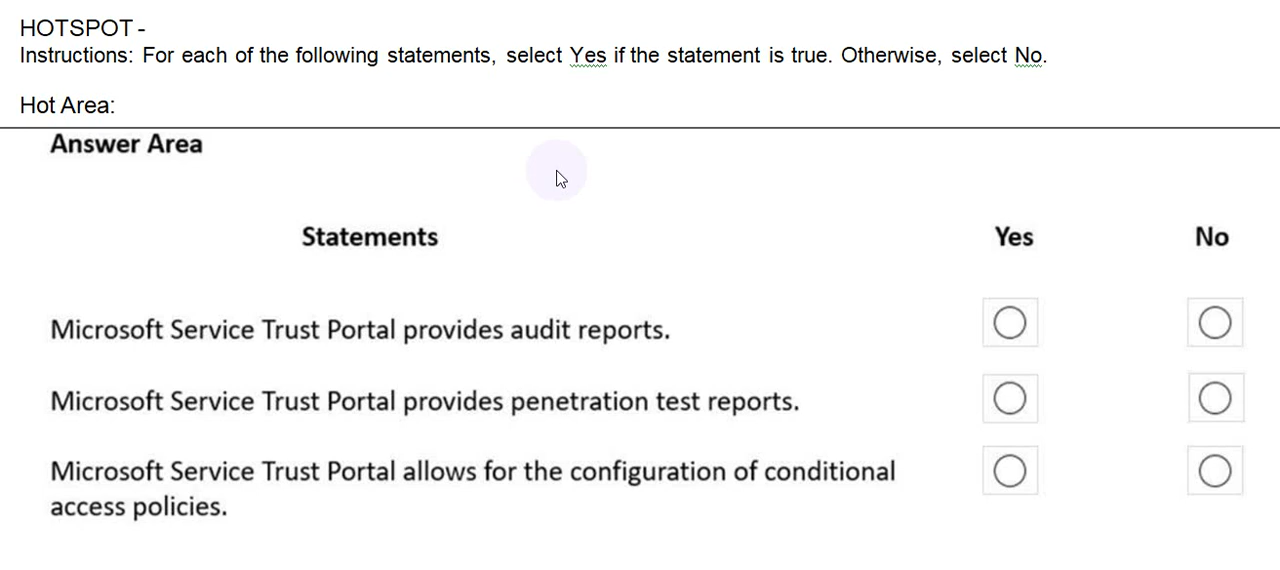 HOTSPOT -
Instructions: For each of the following statements, select Yes if the statement is true. Otherwise, select No.
Hot Area:
Answer Area
Statements Yes No
Microsoft Service Trust Portal provides audit reports.
Microsoft Service Trust Portal provides penetration test reports.
Microsoft Service Trust Portal allows for the configuration of conditional
access policies.